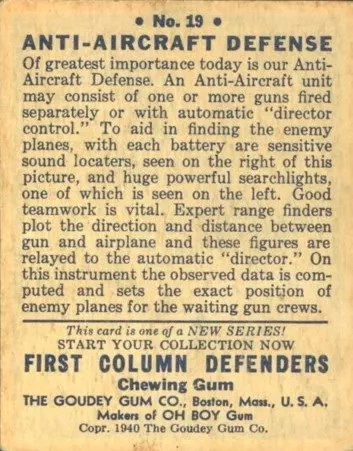 • No. 19 •
ANTI-AIRCRAFT DEFENSE
Of greatest importance today is our Anti-
Aircraft Defense. An Anti-Aircraft unit
may consist of one or more guns fired
separately or with automatic "director
control." To aid in finding the enemy
planes, with each battery are sensitive
sound locaters, seen on the right of this
picture, and huge powerful searchlights,
one of which is seen on the left. Good
teamwork is vital. Expert range finders
plot the direction and distance between
gun and airplane and these figures are
relayed to the automatic "director." On
this instrument the observed data is com-
puted and sets the exact position of
enemy planes for the waiting gun crews.
This card is one of a NEW SERIES!
START YOUR COLLECTION NOW
FIRST COLUMN DEFENDERS
Chewing Gum
THE GOUDEY GUM CO., Boston, Mass., U. S. A.
Makers of OH BOY Gum
Copr. 1940 The Goudey Gum Co.